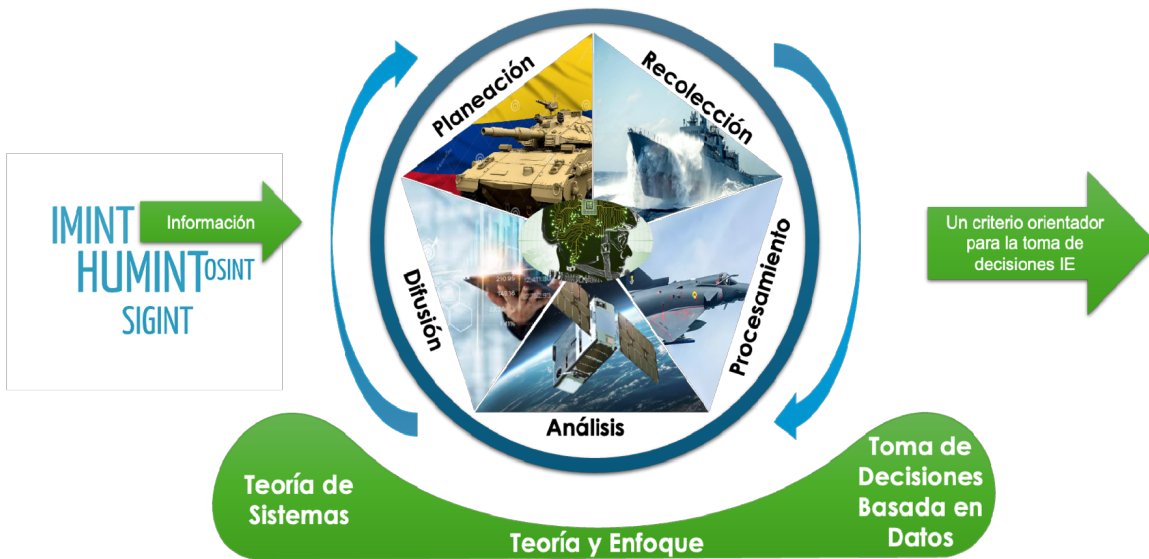 IMINT
HUMINT
OSINT
SIGINT
Información
Planeación
Recolección
Procesamiento
Análisis
Difusión
Un criterio orientador
para la toma de
decisiones IE
Teoría de
Sistemas
Teoría y Enfoque
Toma de
Decisiones
Basada en
Datos